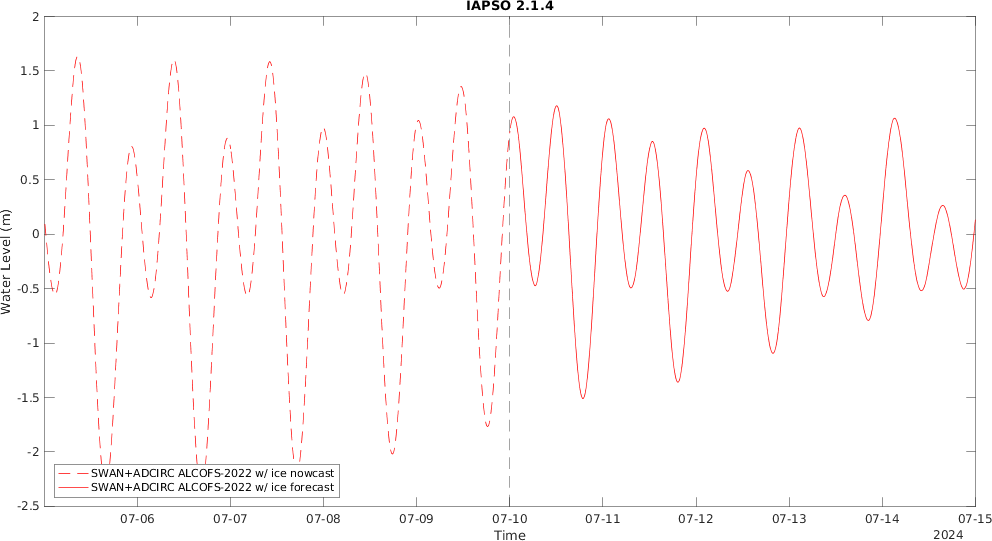 IAPSO 2.1.4
2
1.5
1
0.5
0
-0.5
-1
-1.5
-2
-2.5
Water Level (m)
SWAN+ADCIRC ALCOFS-2022 w/ ice nowcast
SWAN+ADCIRC ALCOFS-2022 w/ ice forecast
07-06 07-07 07-08 07-09 07-10 07-11 07-12 07-13 07-14 07-15
Time
2024